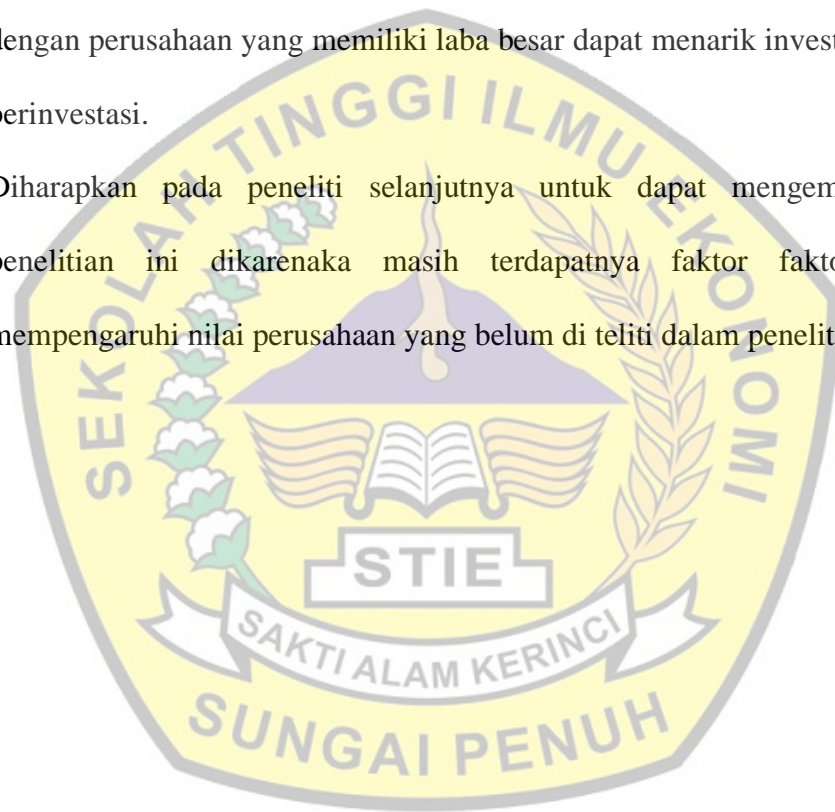 dengan perusahaan yang memiliki laba besar dapat menarik invest
berinvestasi.
Diharapkan pada peneliti selanjutnya untuk dapat mengem
penelitian ini dikarenaka masih terdapatnya faktor fakto
mempengaruhi nilai perusahaan yang belum di teliti dalam penelit
SEKOLAH TINGGI ILMU EKONOMI
STIE
SAKTI ALAM KERINCI
SUNGAI PENUH